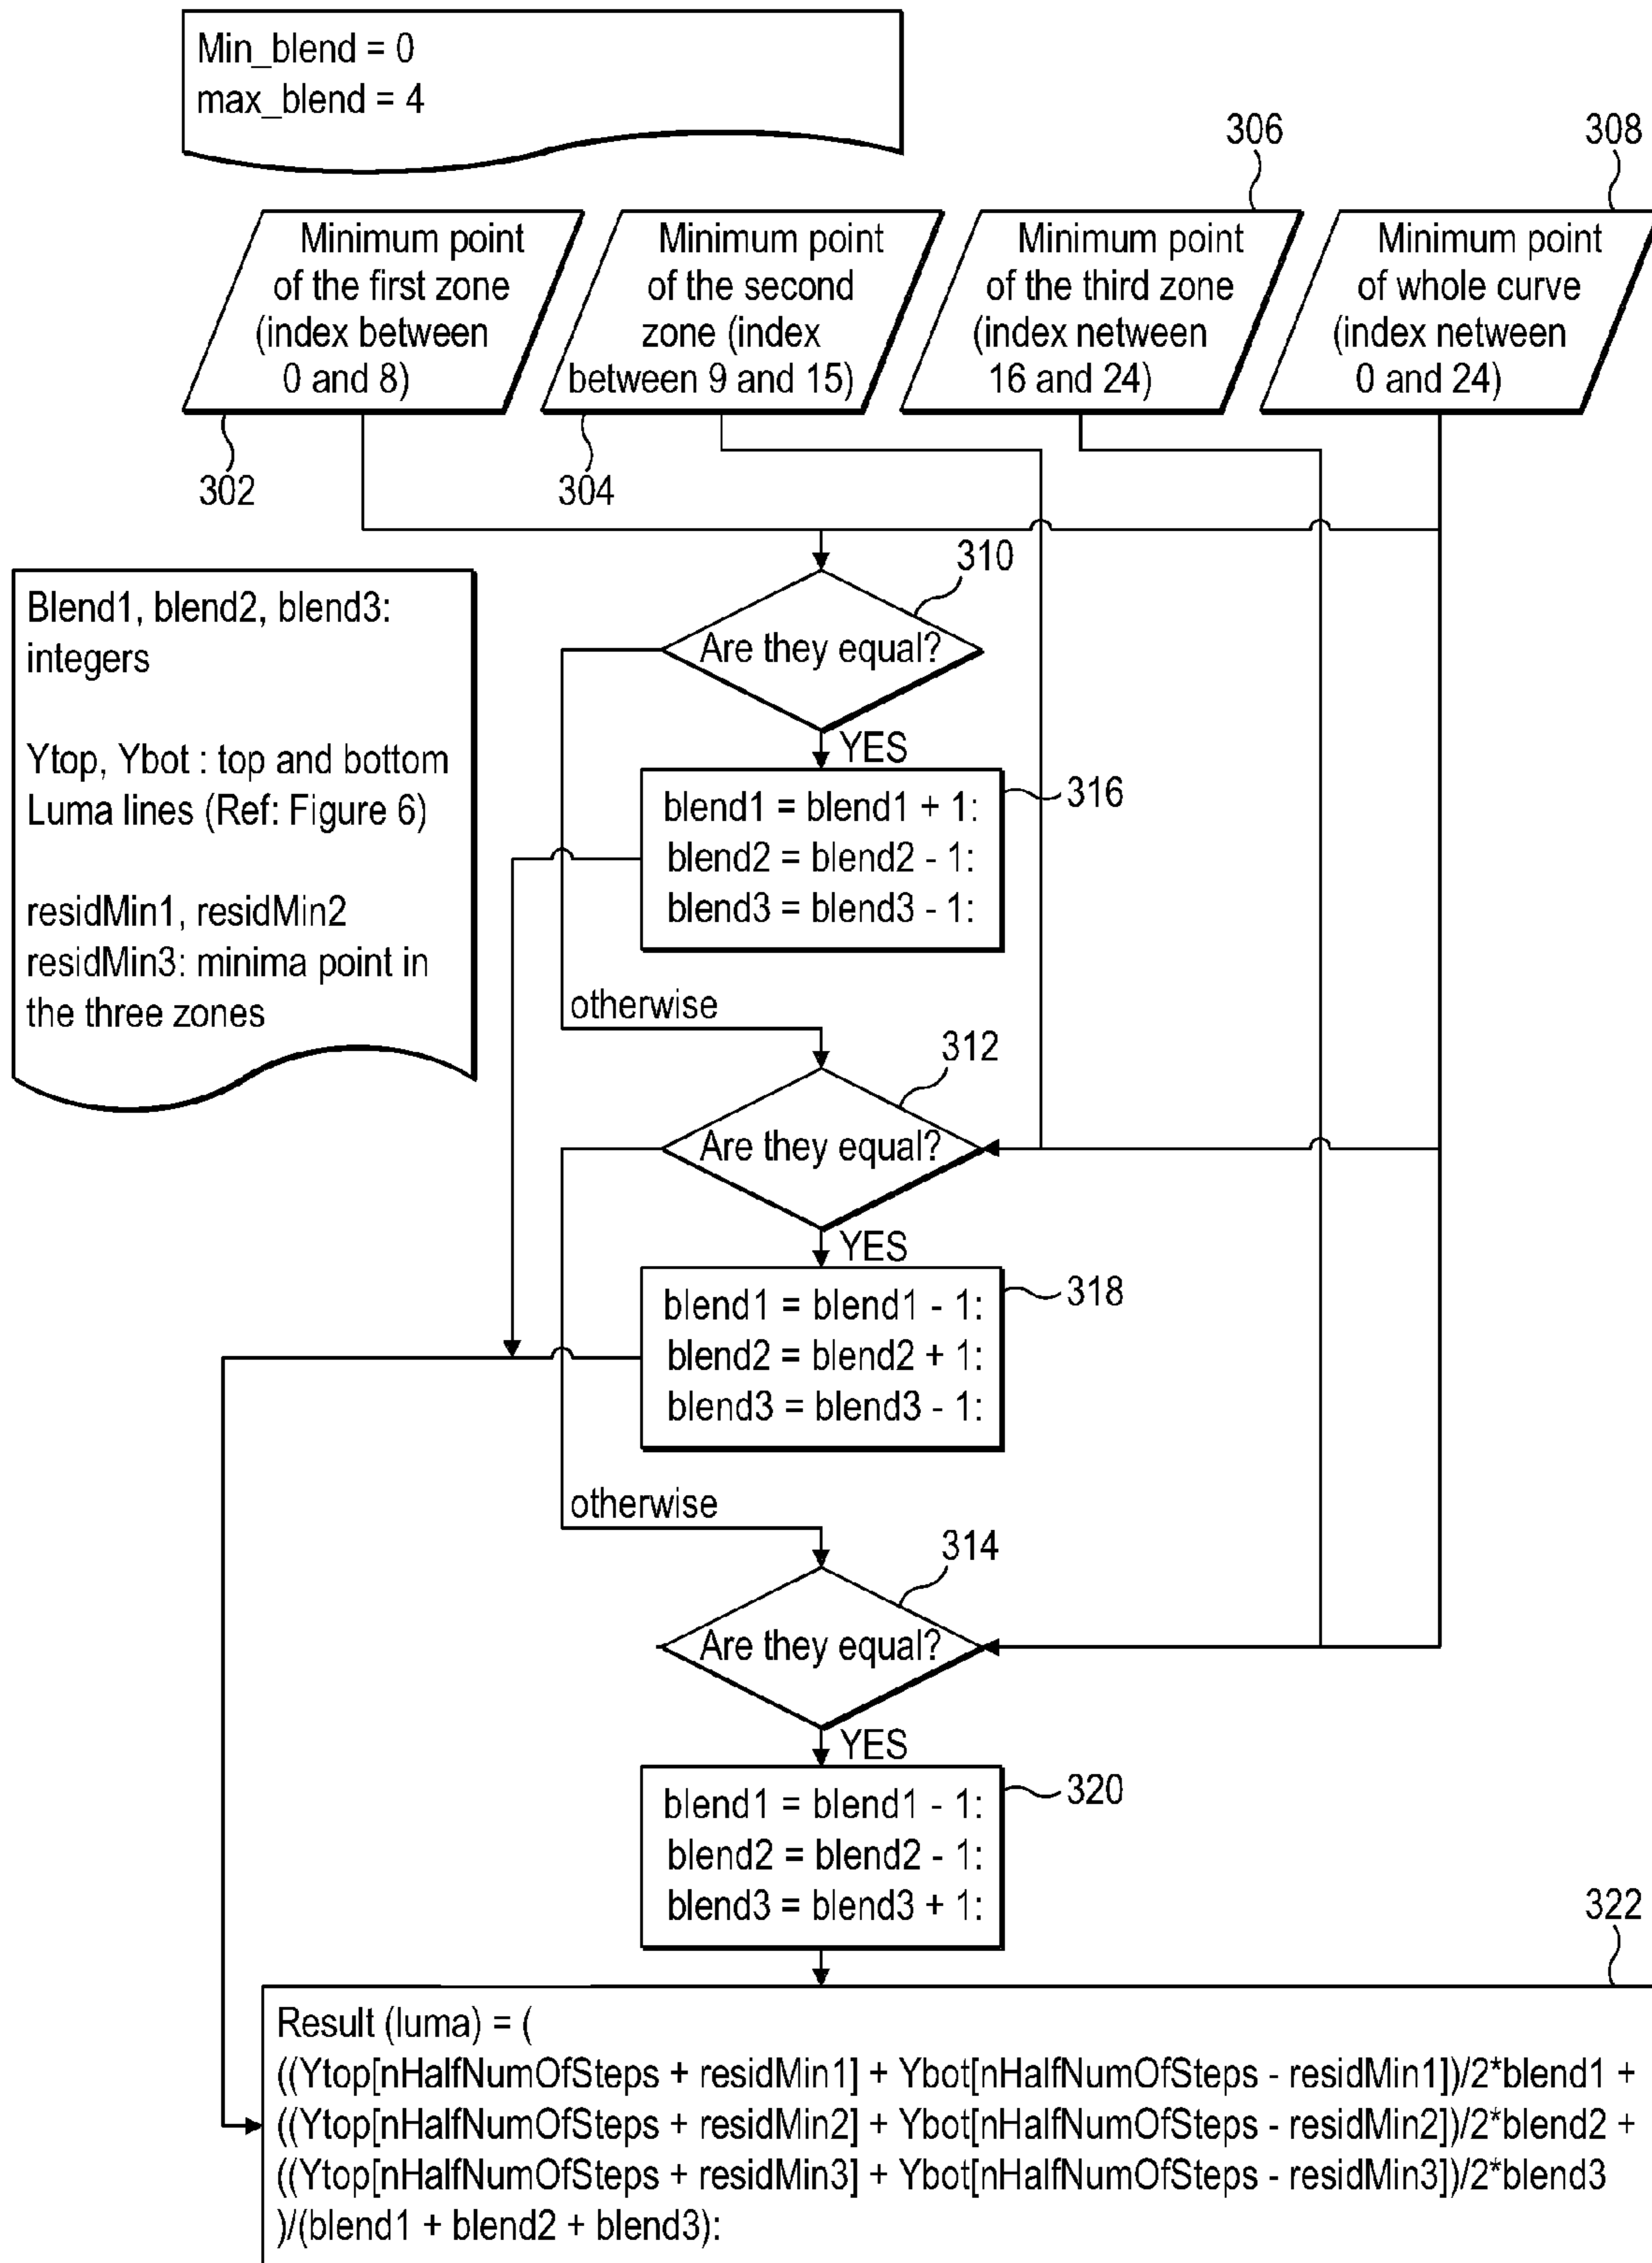 Min_blend = 0
max_blend = 4
306
308
Minimum point
of the first zone
(index between
0 and 8)
Minimum point
of the second
zone (index
between 9 and 15)
Minimum point
of the third zone
(index netween
16 and 24)
Minimum point
of whole curve
(index netween
0 and 24)
302
304
310
Are they equal?
Blend1, blend2, blend3:
integers
Ytop, Ybot : top and bottom
Luma lines (Ref: Figure 6)
residMin1, residMin2
residMin3: minima point in
the three zones
YES
316
blend1 = blend1 + 1:
blend2 = blend2 - 1:
blend3 = blend3 - 1:
otherwise
312
Are they equal?
YES
318
blend1 = blend1 - 1:
blend2 = blend2 + 1:
blend3 = blend3 - 1:
otherwise
314
Are they equal?
YES
320
blend1 = blend1 - 1:
blend2 = blend2 - 1:
blend3 = blend3 + 1:
322
Result (luma) = (
((Ytop[nHalfNumOfSteps + residMin1] + Ybot[nHalfNumOfSteps - residMin1])/2*blend1 +
((Ytop[nHalfNumOfSteps + residMin2] + Ybot[nHalfNumOfSteps - residMin2])/2*blend2 +
((Ytop[nHalfNumOfSteps + residMin3] + Ybot[nHalfNumOfSteps - residMin3])/2*blend3
)/(blend1 + blend2 + blend3):